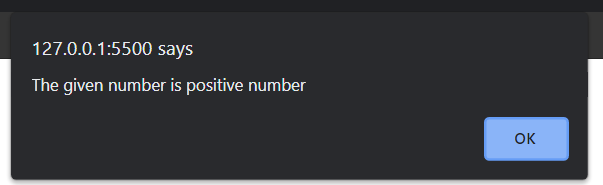 127.0.0.1:5500 says
The given number is positive number
OK